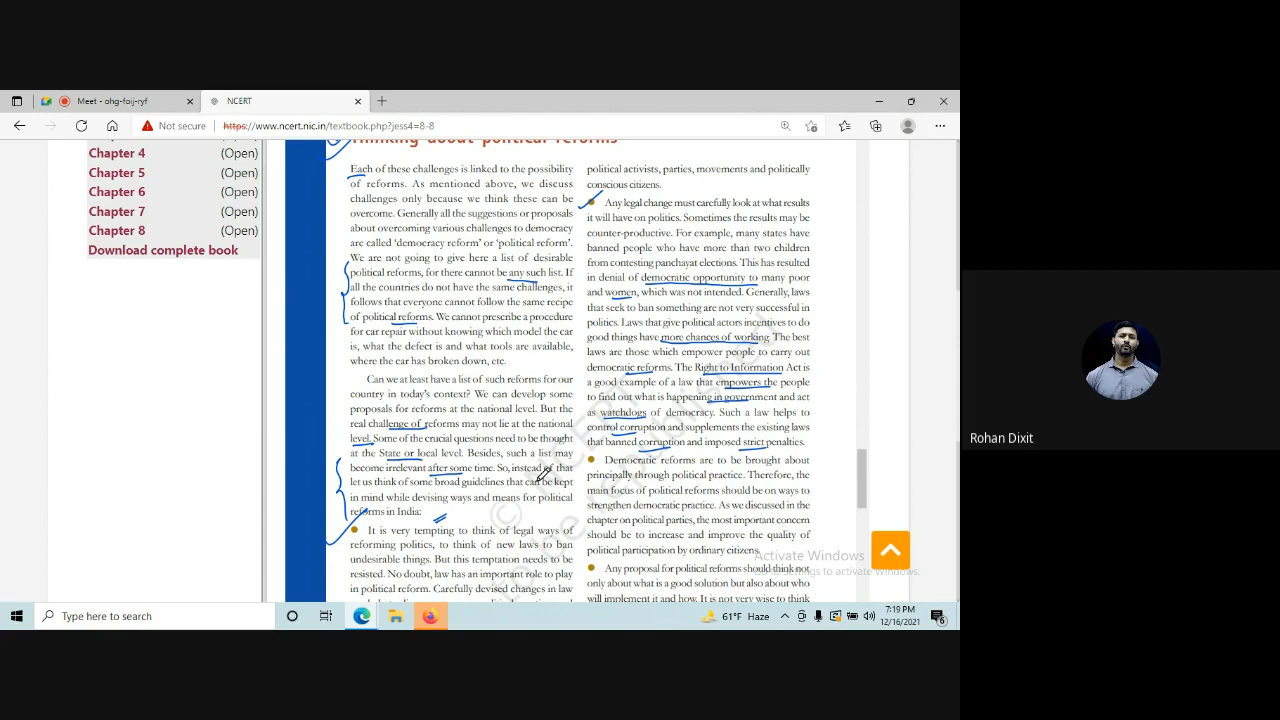 Meet - ohg-foij-ryf
NCERT
Not secure
https://www.ncert.nic.in/textbook.php?jess4=8-8
Chapter 4 (Open)
Chapter 5 (Open)
Chapter 6 (Open)
Chapter 7 (Open)
Chapter 8 (Open)
Download complete book
Thinking about political reforms
Each of these challenges is linked to the possibility
of reforms. As mentioned above, we discuss
challenges only because we think these can be
overcome. Generally all the suggestions or proposals
about overcoming various challenges to democracy
are called ‘democracy reform’ or ‘political reform’.
We are not going to give here a list of desirable
political reforms, for there cannot be any such list. If
all the countries do not have the same challenges, it
follows that everyone cannot follow the same recipe
of political reforms. We cannot prescribe a procedure
for car repair without knowing which model the car
is, what the defect is and what tools are available,
where the car has broken down, etc.
Can we at least have a list of such reforms for our
country in today’s context? We can develop some
proposals for reforms at the national level. But the
real challenge of reforms may not lie at the national
level. Some of the crucial questions need to be thought
at the State or local level. Besides, such a list may
become irrelevant after some time. So, instead of that
let us think of some broad guidelines that can be kept
in mind while devising ways and means for political
reforms in India:
It is very tempting to think of legal ways of
reforming politics, to think of new laws to ban
undesirable things. But this temptation needs to be
resisted. No doubt, law has an important role to play
in political reform. Carefully devised changes in law
political activists, parties, movements and politically
conscious citizens.
Any legal change must carefully look at what results
it will have on politics. Sometimes the results may be
counter-productive. For example, many states have
banned people who have more than two children
from contesting panchayat elections. This has resulted
in denial of democratic opportunity to many poor
and women, which was not intended. Generally, laws
that seek to ban something are not very successful in
politics. Laws that give political actors incentives to do
good things have more chances of working. The best
laws are those which empower people to carry out
democratic reforms. The Right to Information Act is
a good example of a law that empowers the people
to find out what is happening in government and act
as watchdogs of democracy. Such a law helps to
control corruption and supplements the existing laws
that banned corruption and imposed strict penalties.
Democratic reforms are to be brought about
principally through political practice. Therefore, the
main focus of political reforms should be on ways to
strengthen democratic practice. As we discussed in the
chapter on political parties, the most important concern
should be to increase and improve the quality of
political participation by ordinary citizens.
Any proposal for political reforms should think not
only about what is a good solution but also about who
will implement it and how. It is not very wise to think
© NCERT
to be republished
Activate Windows
Go to Settings to activate Windows.
Rohan Dixit
Type here to search
61°F Haze
7:19 PM
12/16/2021
6